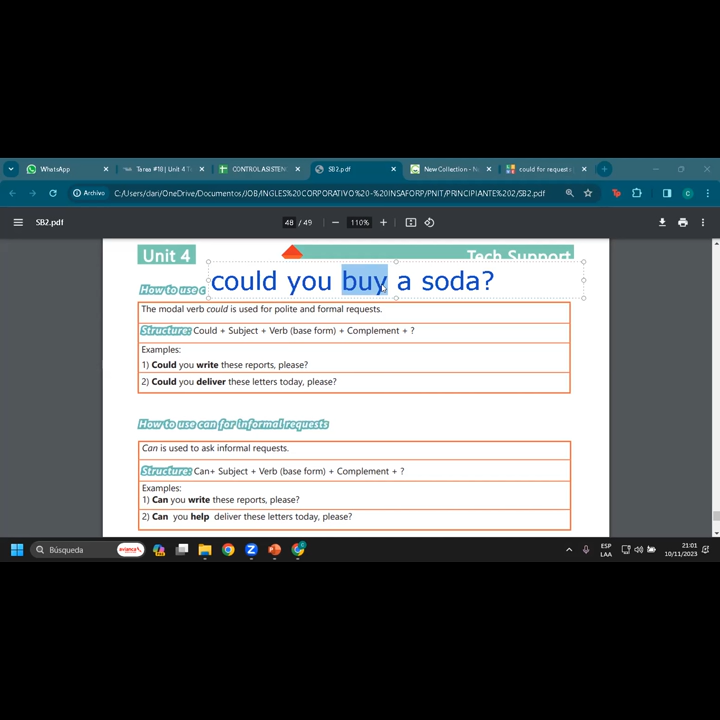 WhatsApp
Tarea #18 | Unit 4 T
CONTROL ASISTEN
SB2.pdf
New Collection - N
could for request
Archivo
C:/Users/dari/OneDrive/Documentos/JOB/INGLES%20CORPORATIVO%20-%20INSAFORP/PNIT/PRINCIPIANTE%202/SB2.pdf
SB2.pdf
48 / 49
110%
Unit 4
Tech Support
could you buy a soda?
How to use c
The modal verb could is used for polite and formal requests.
Structure: Could + Subject + Verb (base form) + Complement + ?
Examples:
1) Could you write these reports, please?
2) Could you deliver these letters today, please?
How to use can for informal requests
Can is used to ask informal requests.
Structure: Can+ Subject + Verb (base form) + Complement + ?
Examples:
1) Can you write these reports, please?
2) Can you help deliver these letters today, please?
Búsqueda
avianca
ESP
LAA
21:01
10/11/2023